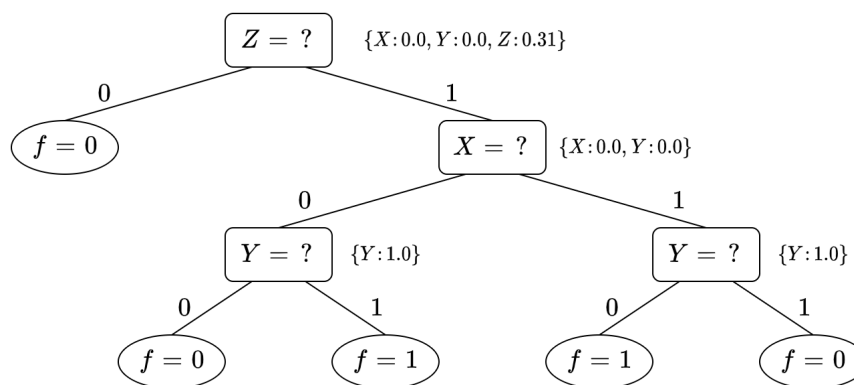 Z = ? {X:0.0, Y:0.0, Z:0.31}
0 1
f = 0 X = ? {X:0.0, Y:0.0}
0 1
Y = ? {Y:1.0} Y = ? {Y:1.0}
0 1 0 1
f = 0 f = 1 f = 1 f = 0